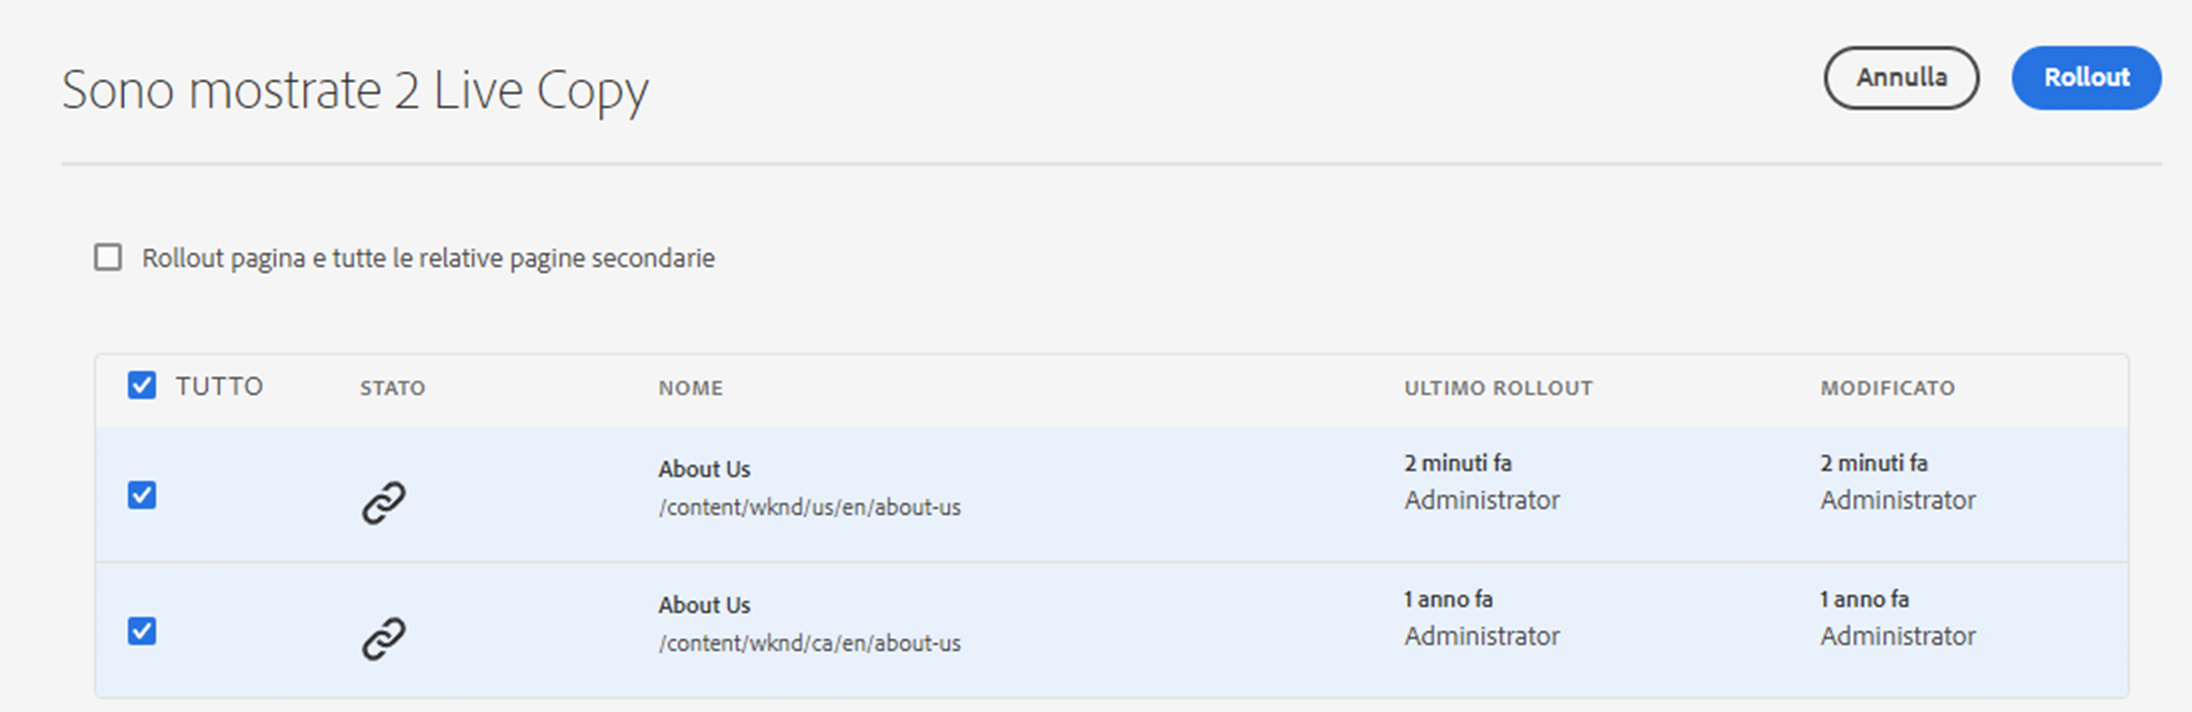 Sono mostrate 2 Live Copy
Annulla
Rollout
Rollout pagina e tutte le relative pagine secondarie
TUTTO STATO NOME ULTIMO ROLLOUT MODIFICATO
About Us 2 minuti fa 2 minuti fa
/content/wknd/us/en/about-us Administrator Administrator
About Us 1 anno fa 1 anno fa
/content/wknd/ca/en/about-us Administrator Administrator